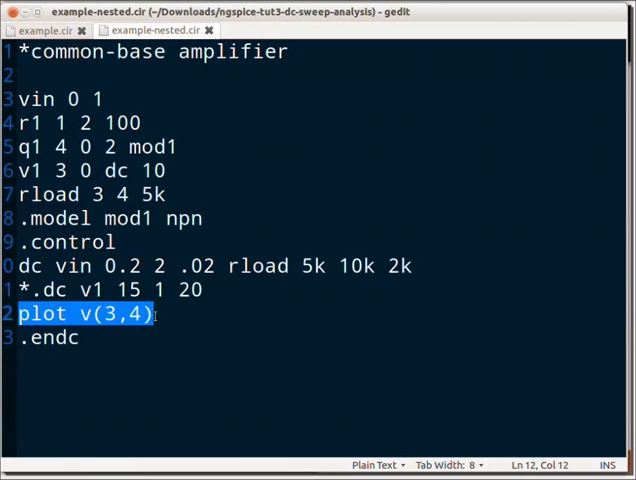 example-nested.cir (~/Downloads/ngspice-tut3-dc-sweep-analysis) - gedit
example.cir
example-nested.cir
1 *common-base amplifier
2
3 vin 0 1
4 r1 1 2 100
5 q1 4 0 2 mod1
6 v1 3 0 dc 10
7 rload 3 4 5k
8 .model mod1 npn
9 .control
0 dc vin 0.2 2 .02 rload 5k 10k 2k
1 *.dc v1 15 1 20
2 plot v(3,4)
3 .endc
Plain Text Tab Width: 8 Ln 12, Col 12 INS